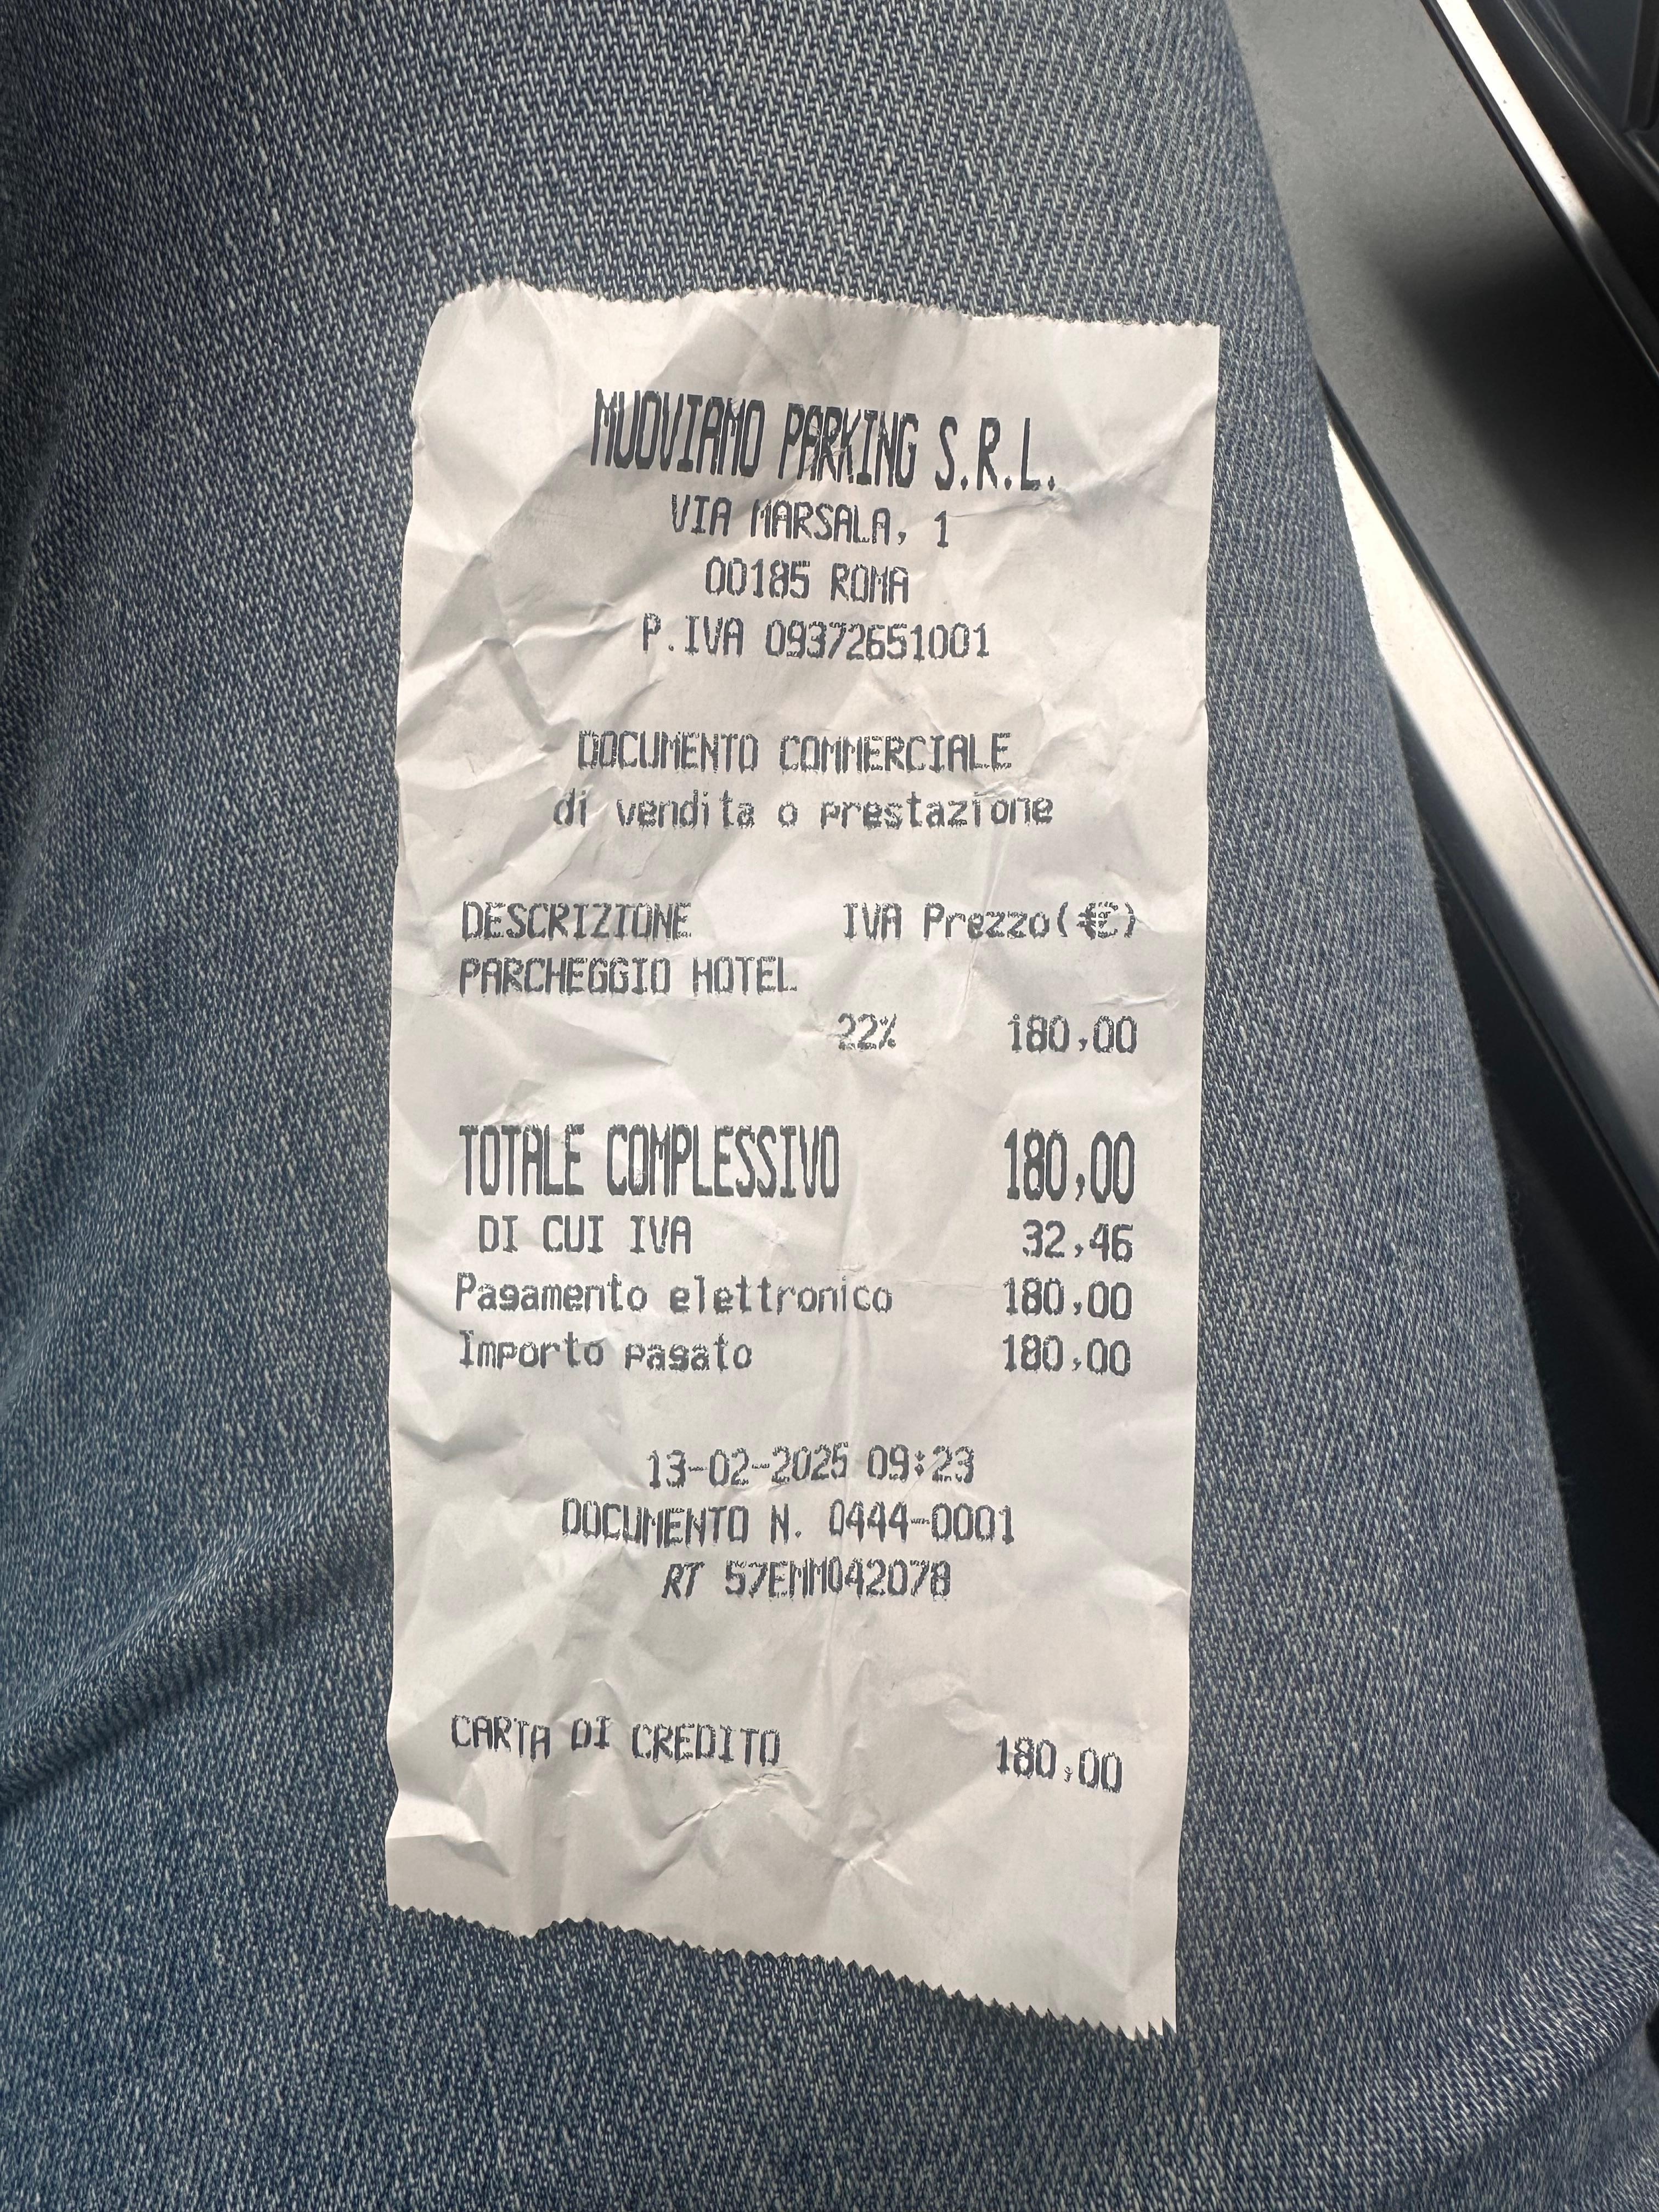 MUOVIAMO PARKING S.R.L.
VIA MARSALA, 1
00185 ROMA
P.IVA 09372651001
DOCUMENTO COMMERCIALE
di vendita o prestazione
DESCRIZIONE IVA Prezzo(€)
PARCHEGGIO HOTEL
22% 180,00
TOTALE COMPLESSIVO 180,00
DI CUI IVA 32,46
Pagamento elettronico 180,00
Importo pagato 180,00
13-02-2025 09:23
DOCUMENTO N. 0444-0001
RT 57EMM042078
CARTA DI CREDITO 180,00